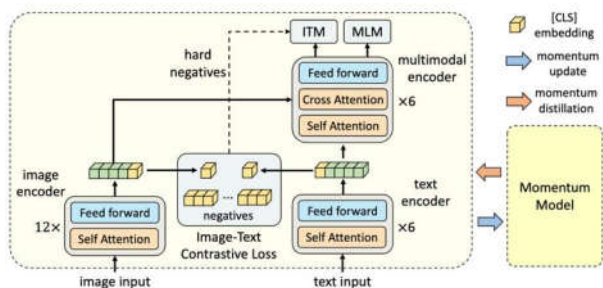 ITM
MLM
hard
negatives
Feed forward
Cross Attention
Self Attention
×6
multimodal
encoder
[CLS]
embedding
momentum
update
momentum
distillation
image
encoder
12×
Feed forward
Self Attention
image input
...
negatives
Image-Text
Contrastive Loss
text
encoder
Feed forward
Self Attention
×6
text input
Momentum
Model